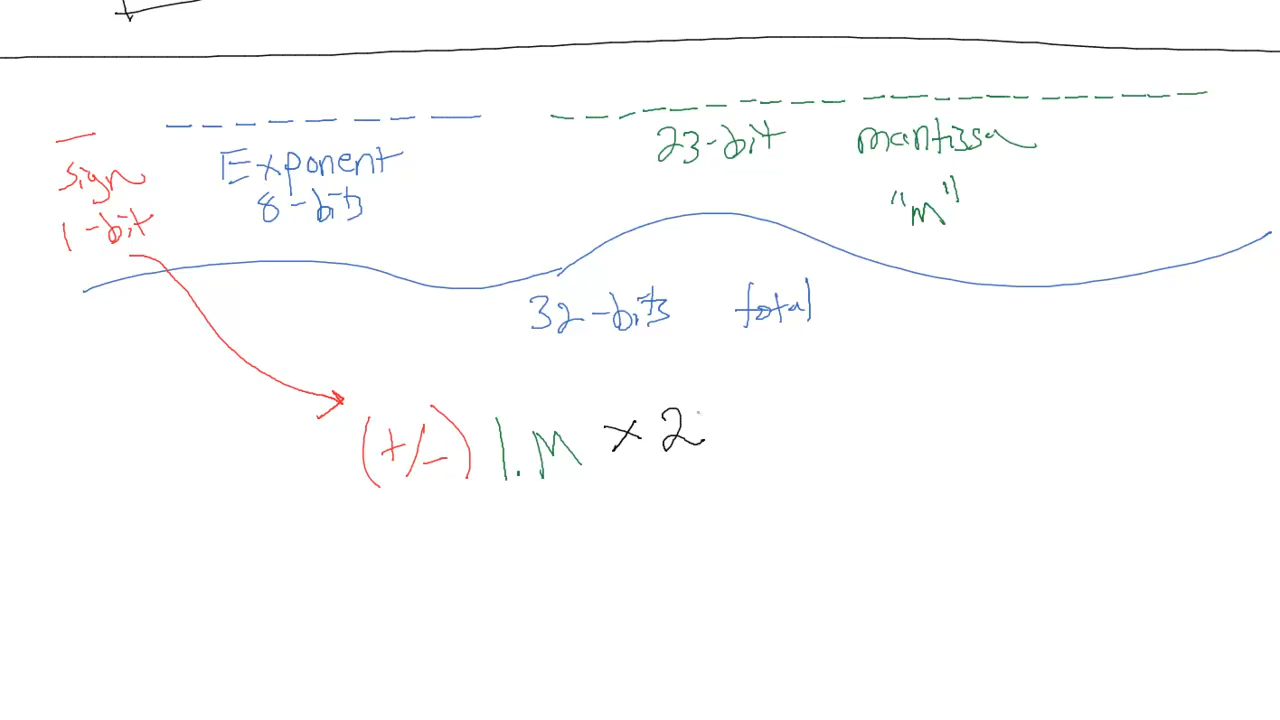 sign
1-bit
Exponent
8-bits
23-bit mantissa
"M"
32-bits total
(+/-) 1.M × 2